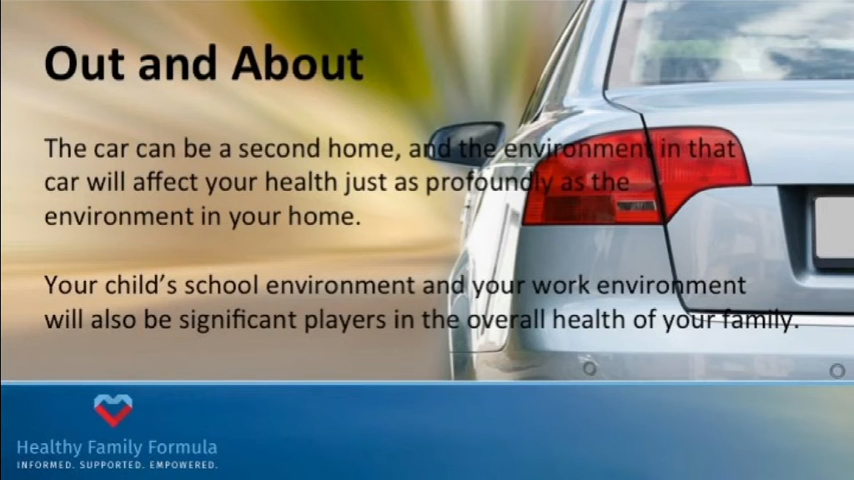 Out and About
The car can be a second home, and the environment in that
car will affect your health just as profoundly as the
environment in your home.
Your child’s school environment and your work environment
will also be significant players in the overall health of your family.
Healthy Family Formula
INFORMED. SUPPORTED. EMPOWERED.